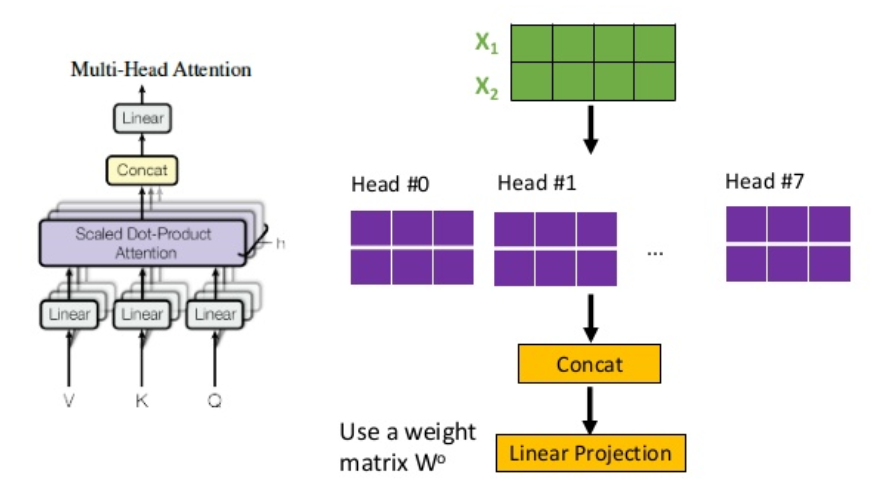 Multi-Head Attention
Linear
Concat
Scaled Dot-Product
Attention
h
Linear
Linear
Linear
V
K
Q
X₁
X₂
Head #0
Head #1
Head #7
...
Concat
Use a weight
matrix Wᵒ
Linear Projection